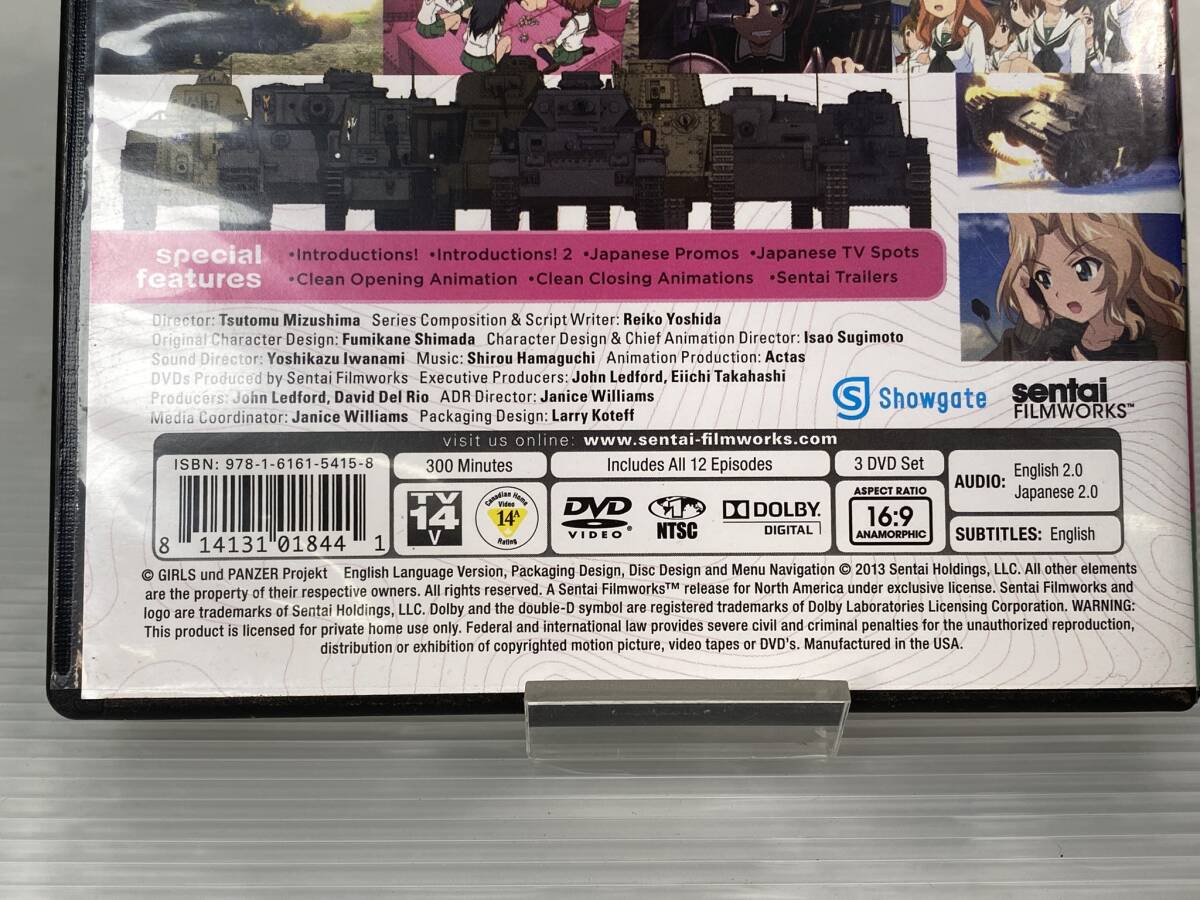 special features
•Introductions! •Introductions! 2 •Japanese Promos •Japanese TV Spots
•Clean Opening Animation •Clean Closing Animations •Sentai Trailers
Director: Tsutomu Mizushima Series Composition & Script Writer: Reiko Yoshida
Original Character Design: Fumikane Shimada Character Design & Chief Animation Director: Isao Sugimoto
Sound Director: Yoshikazu Iwanami Music: Shirou Hamaguchi Animation Production: Actas
DVDs Produced by Sentai Filmworks Executive Producers: John Ledford, Eiichi Takahashi
Producers: John Ledford, David Del Rio ADR Director: Janice Williams
Media Coordinator: Janice Williams Packaging Design: Larry Koteff
Showgate
sentai
FILMWORKS™
visit us online: www.sentai-filmworks.com
ISBN: 978-1-6161-5415-8
8 14131 01844 1
300 Minutes
TV
14
V
Canadian Home
Video
14A
Rating
Includes All 12 Episodes
DVD
VIDEO®
NTSC
DOLBY
DIGITAL
3 DVD Set
ASPECT RATIO
16:9
ANAMORPHIC
AUDIO: English 2.0
Japanese 2.0
SUBTITLES: English
© GIRLS und PANZER Projekt English Language Version, Packaging Design, Disc Design and Menu Navigation © 2013 Sentai Holdings, LLC. All other elements
are the property of their respective owners. All rights reserved. A Sentai Filmworks™ release for North America under exclusive license. Sentai Filmworks and
logo are trademarks of Sentai Holdings, LLC. Dolby and the double-D symbol are registered trademarks of Dolby Laboratories Licensing Corporation. WARNING:
This product is licensed for private home use only. Federal and international law provides severe civil and criminal penalties for the unauthorized reproduction,
distribution or exhibition of copyrighted motion picture, video tapes or DVD's. Manufactured in the USA.